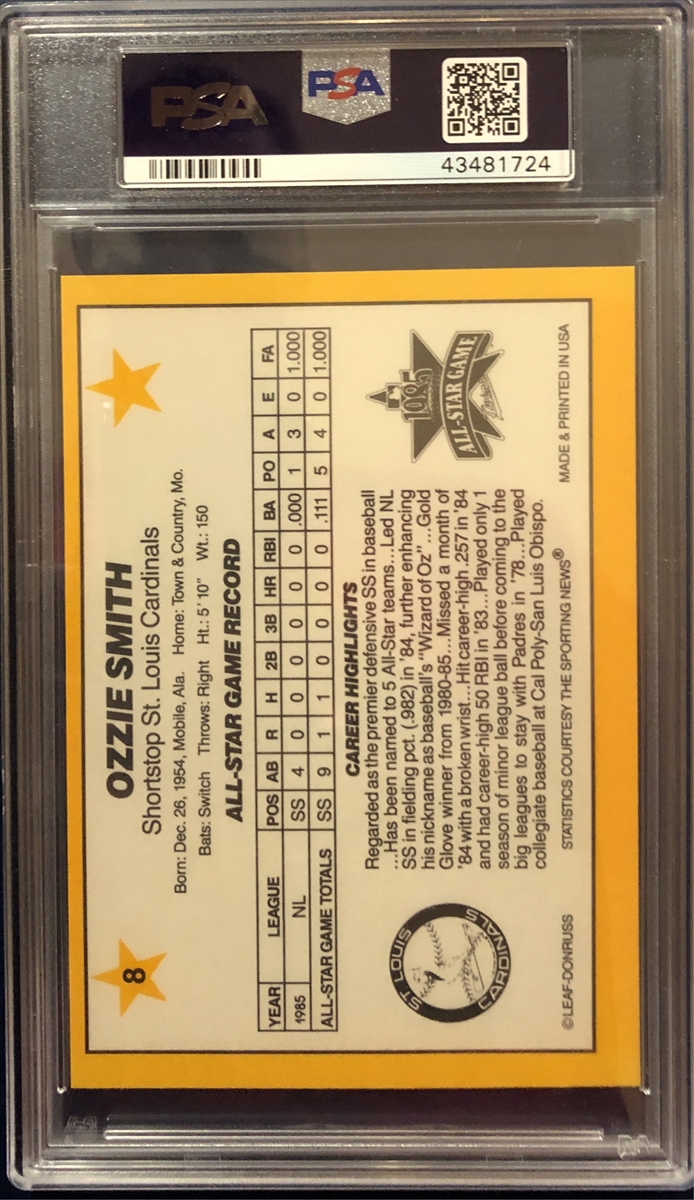 PSA
PSA
43481724
8
OZZIE SMITH
Shortstop St. Louis Cardinals
Born: Dec. 26, 1954, Mobile, Ala. Home: Town & Country, Mo.
Bats: Switch Throws: Right Ht.: 5'10" Wt.: 150
ALL-STAR GAME RECORD
YEAR LEAGUE POS AB R H 2B 3B HR RBI BA PO A E FA
1985 NL SS 4 0 0 0 0 0 0 .000 1 3 0 1.000
ALL-STAR GAME TOTALS SS 9 1 1 0 0 0 0 .111 5 4 0 1.000
CAREER HIGHLIGHTS
Regarded as the premier defensive SS in baseball
...Has been named to 5 All-Star teams...Led NL
SS in fielding pct. (.982) in '84, further enhancing
his nickname as baseball's "Wizard of Oz"...Gold
Glove winner from 1980-85...Missed a month of
'84 with a broken wrist...Hit career-high .257 in '84
and had career-high 50 RBI in '83...Played only 1
season of minor league ball before coming to the
big leagues to stay with Padres in '78...Played
collegiate baseball at Cal Poly-San Luis Obispo.
ST LOUIS
CARDINALS
1985
ALL-STAR GAME
©LEAF-DONRUSS STATISTICS COURTESY THE SPORTING NEWS® MADE & PRINTED IN USA